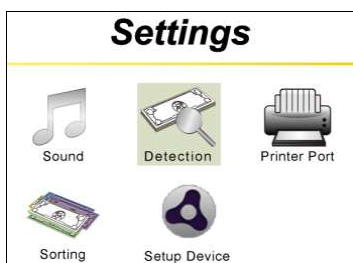 Settings
Sound
Detection
Printer Port
Sorting
Setup Device